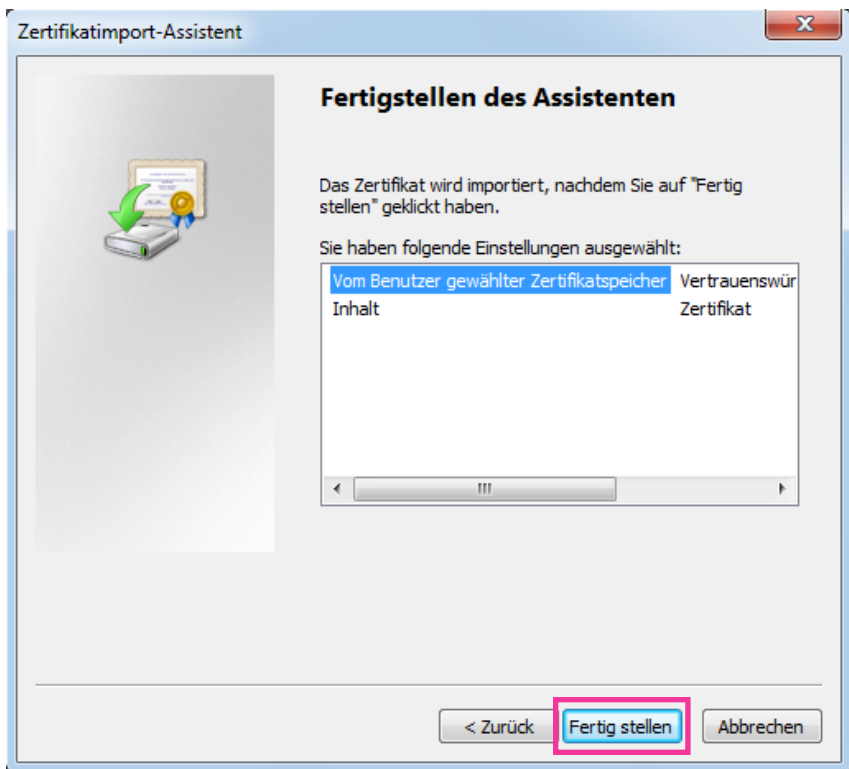 Zertifikatimport-Assistent
Fertigstellen des Assistenten
Das Zertifikat wird importiert, nachdem Sie auf "Fertig
stellen" geklickt haben.
Sie haben folgende Einstellungen ausgewählt:
Vom Benutzer gewählter Zertifikatspeicher Vertrauenswür
Inhalt Zertifikat
< Zurück Fertig stellen Abbrechen